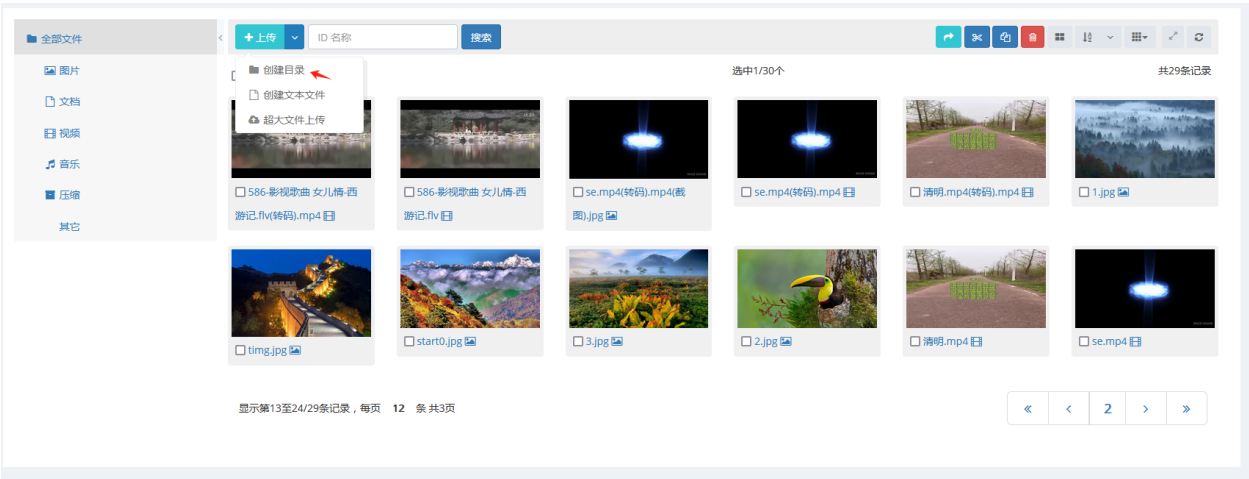 全部文件
图片
文档
视频
音乐
压缩
其它
上传
ID 名称
搜索
创建目录
创建文本文件
超大文件上传
选中1/30个
共29条记录
586-影视歌曲 女儿情-西
游记.flv(转码).mp4
586-影视歌曲 女儿情-西
游记.flv
se.mp4(转码).mp4(截
图).jpg
se.mp4(转码).mp4
清明.mp4(转码).mp4
1.jpg
timg.jpg
start0.jpg
3.jpg
2.jpg
清明.mp4
se.mp4
显示第13至24/29条记录，每页 12 条 共3页
« ‹ 2 › »